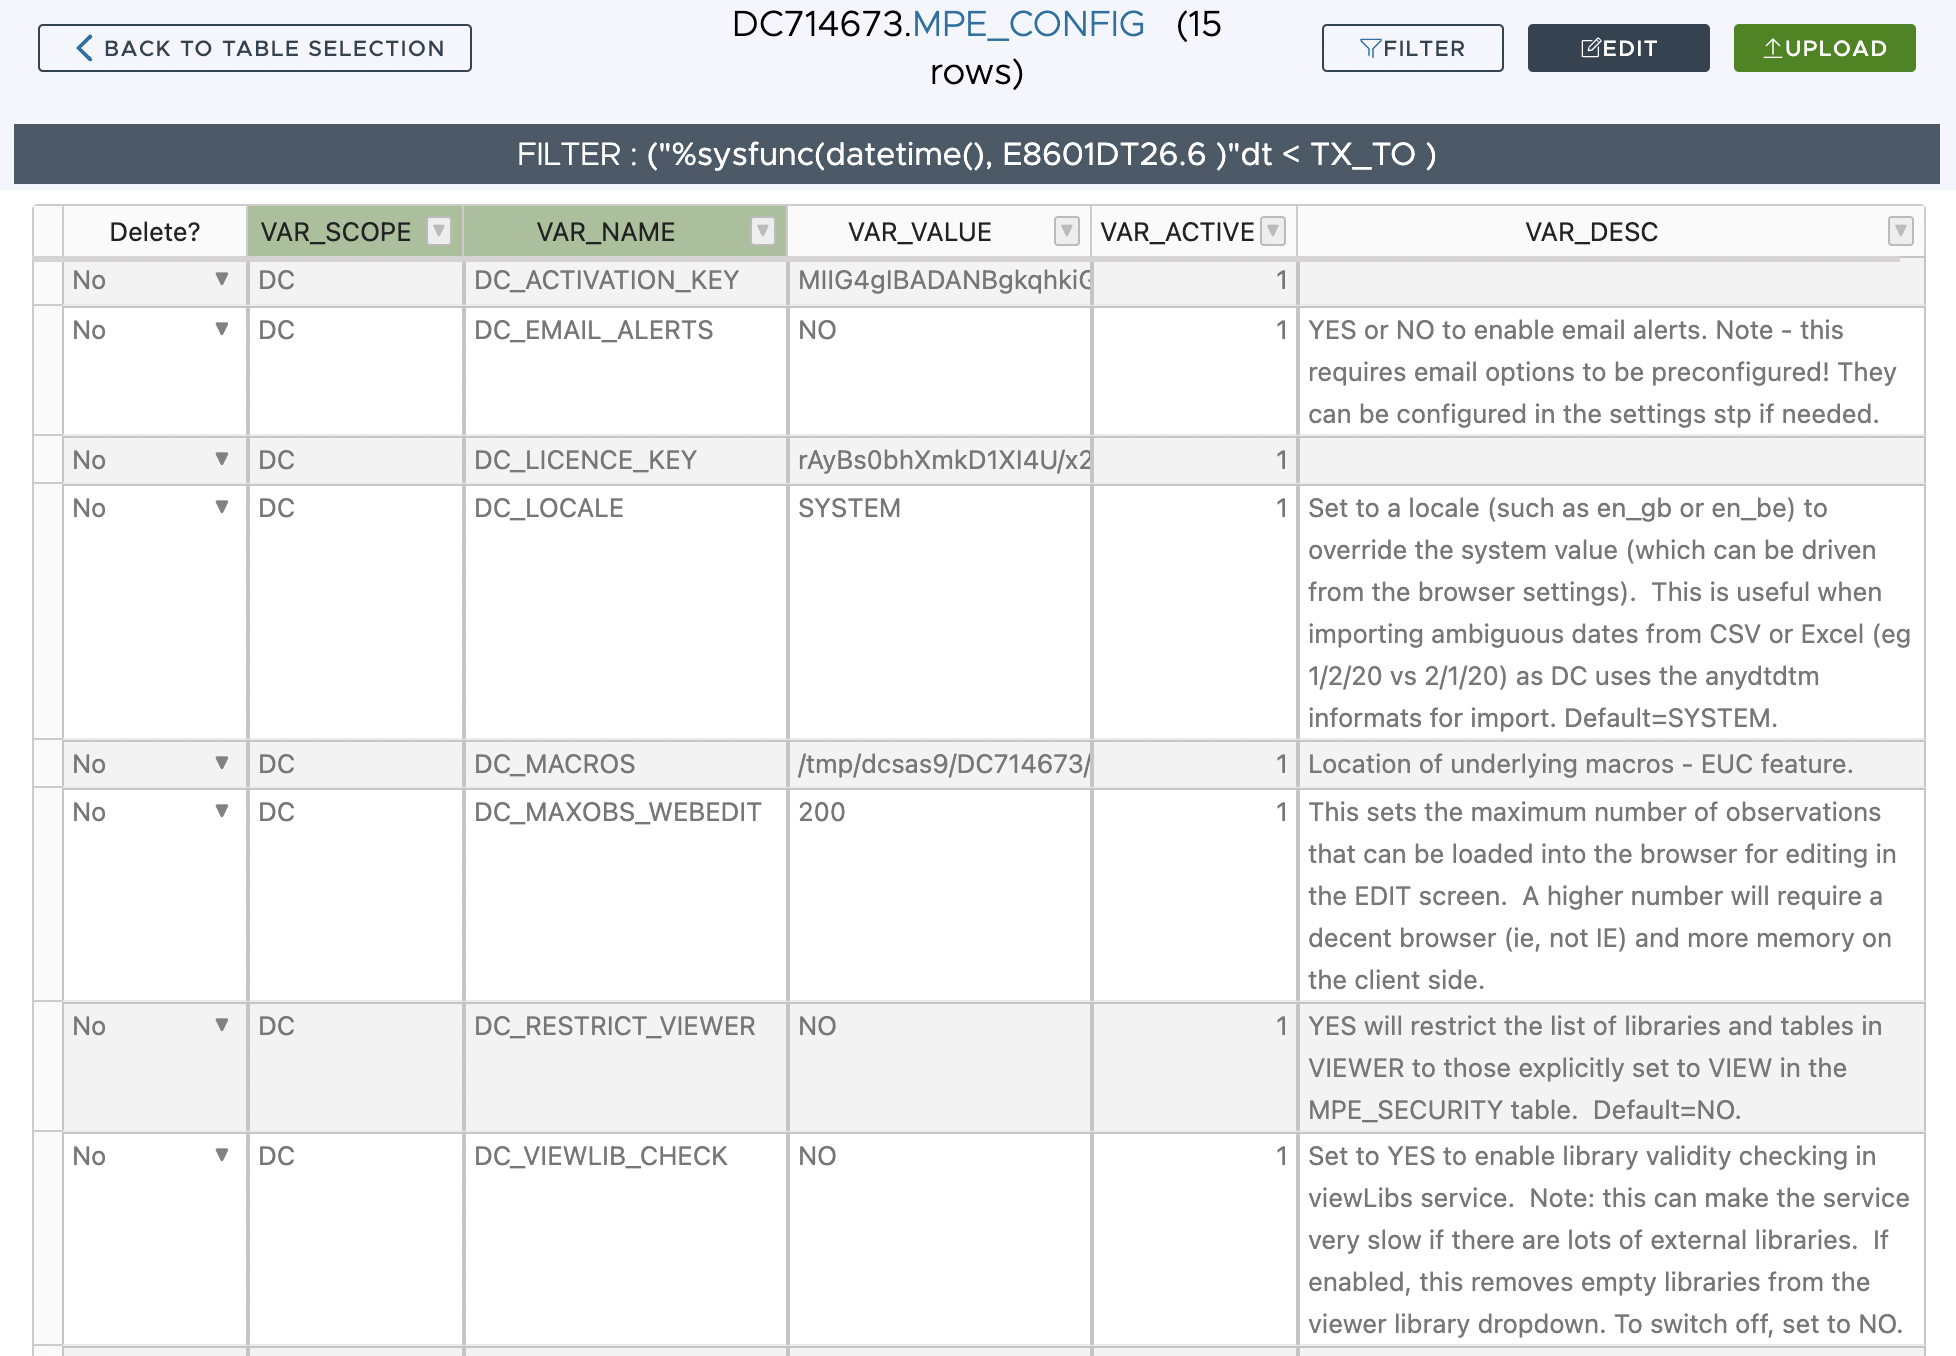 BACK TO TABLE SELECTION
DC714673.MPE_CONFIG (15
rows)
FILTER
EDIT
UPLOAD
FILTER : ("%sysfunc(datetime(), E8601DT26.6 )"dt < TX_TO )
Delete? VAR_SCOPE VAR_NAME VAR_VALUE VAR_ACTIVE VAR_DESC
No DC DC_ACTIVATION_KEY MIIG4gIBADANBgkqhkiG 1
No DC DC_EMAIL_ALERTS NO 1 YES or NO to enable email alerts. Note - this
requires email options to be preconfigured! They
can be configured in the settings stp if needed.
No DC DC_LICENCE_KEY rAyBs0bhXmkD1XI4U/x2 1
No DC DC_LOCALE SYSTEM 1 Set to a locale (such as en_gb or en_be) to
override the system value (which can be driven
from the browser settings).  This is useful when
importing ambiguous dates from CSV or Excel (eg
1/2/20 vs 2/1/20) as DC uses the anydtdtm
informats for import. Default=SYSTEM.
No DC DC_MACROS /tmp/dcsas9/DC714673/ 1 Location of underlying macros - EUC feature.
No DC DC_MAXOBS_WEBEDIT 200 1 This sets the maximum number of observations
that can be loaded into the browser for editing in
the EDIT screen.  A higher number will require a
decent browser (ie, not IE) and more memory on
the client side.
No DC DC_RESTRICT_VIEWER NO 1 YES will restrict the list of libraries and tables in
VIEWER to those explicitly set to VIEW in the
MPE_SECURITY table.  Default=NO.
No DC DC_VIEWLIB_CHECK NO 1 Set to YES to enable library validity checking in
viewLibs service.  Note: this can make the service
very slow if there are lots of external libraries.  If
enabled, this removes empty libraries from the
viewer library dropdown. To switch off, set to NO.